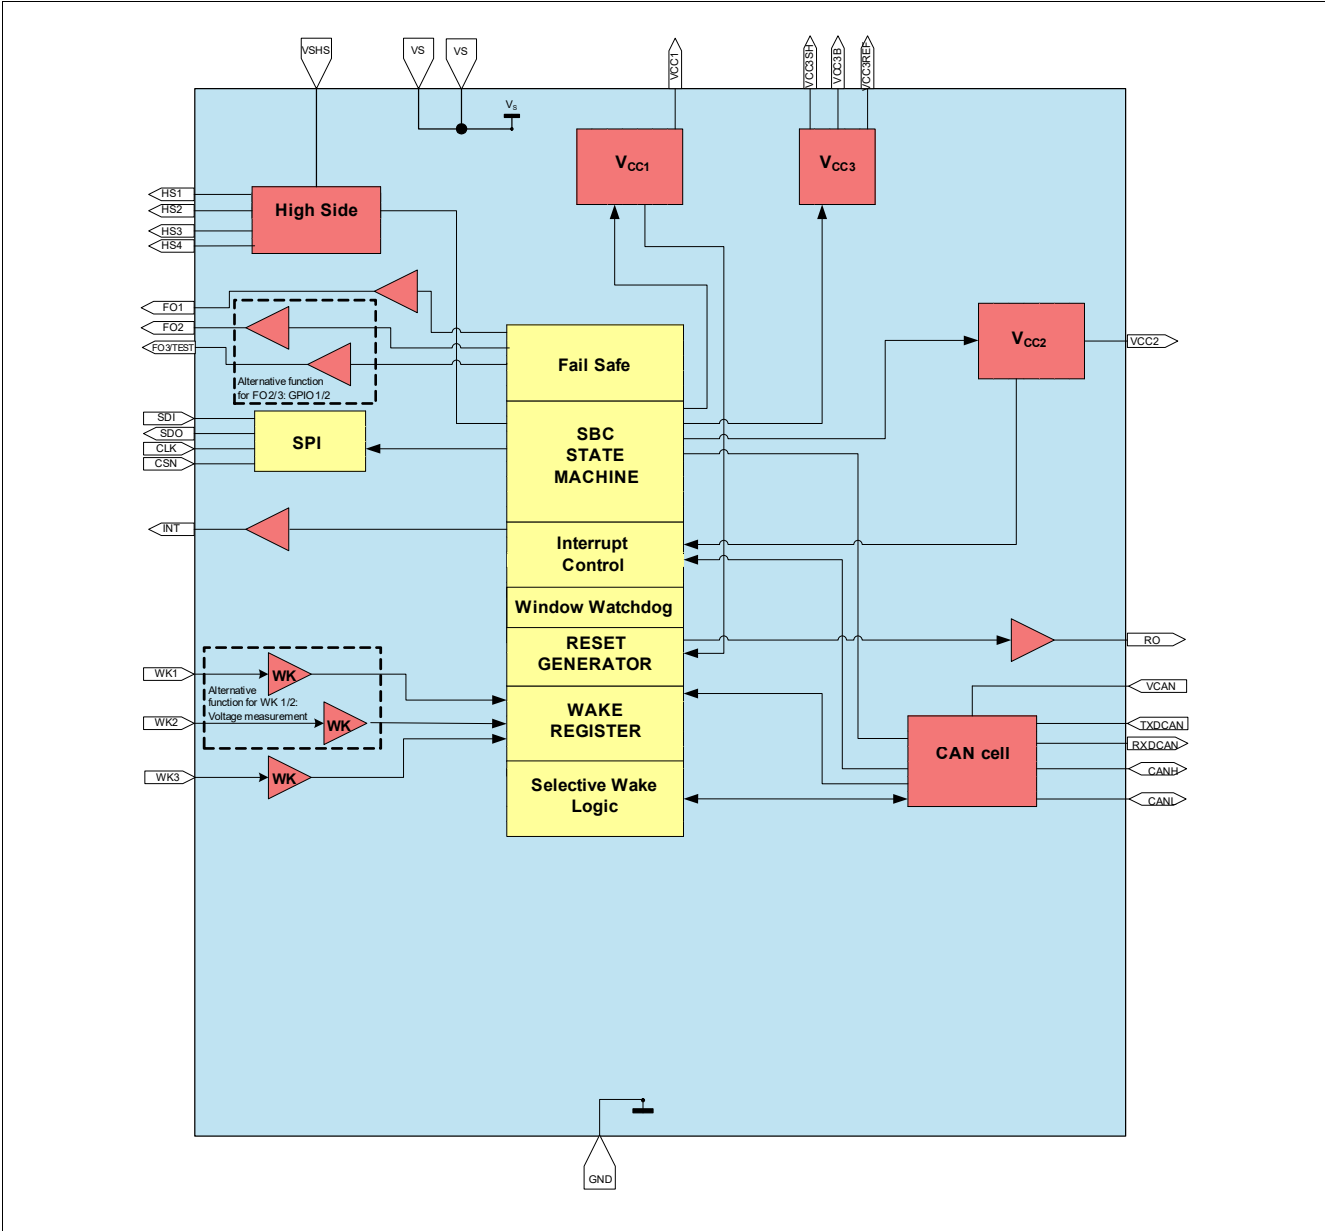 VSHS
VS
VS
VCC1
VCC3SH
VCC3B
VCC3REF
VS
VCC1
VCC3
HS1
HS2
HS3
HS4
High Side
FO1
FO2
FO3/TEST
Alternative function
for FO2/3: GPIO1/2
Fail Safe
VCC2
VCC2
SDI
SDO
CLK
CSN
SPI
SBC
STATE
MACHINE
INT
Interrupt
Control
Window Watchdog
RESET
GENERATOR
RO
WK1
WK
Alternative
function for WK 1/2:
Voltage measurement
WK2
WK
WK3
WK
WAKE
REGISTER
Selective Wake
Logic
CAN cell
VCAN
TXDCAN
RXDCAN
CANH
CANL
GND